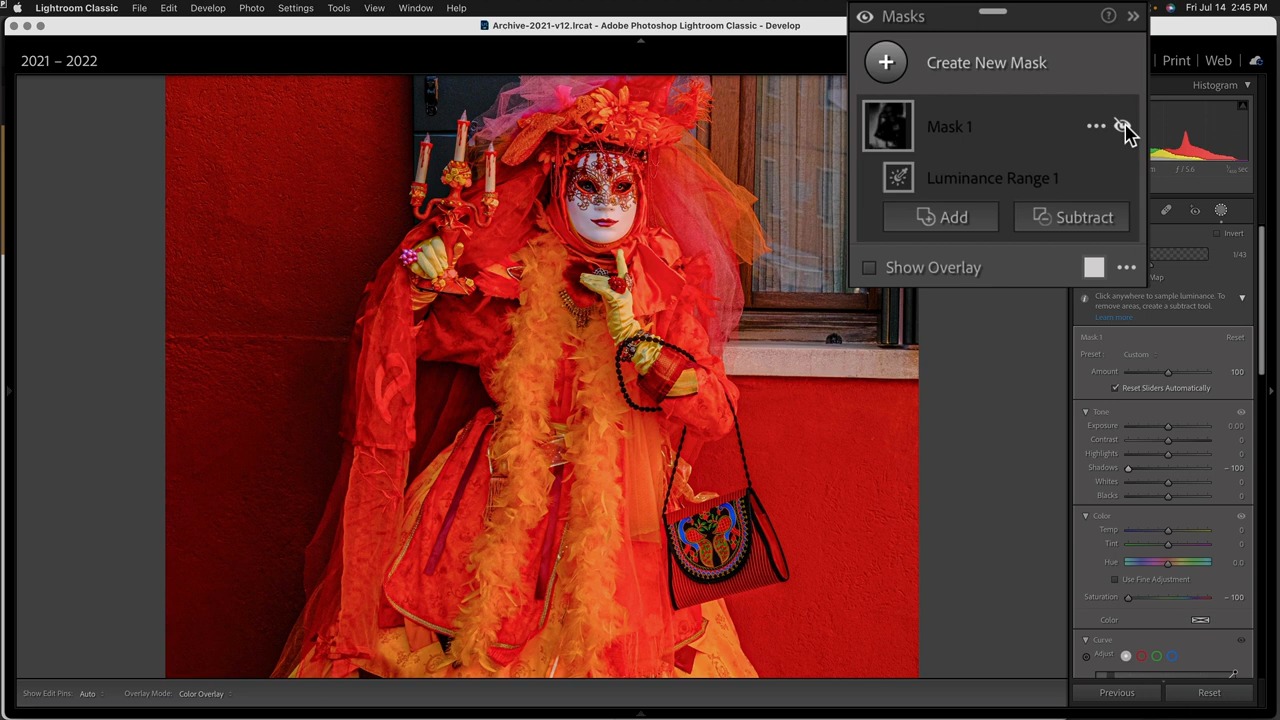 Lightroom Classic File Edit Develop Photo Settings Tools View Window Help
Fri Jul 14 2:45 PM
Archive-2021-v12.lrcat - Adobe Photoshop Lightroom Classic - Develop
2021 – 2022
Print | Web
Masks
Create New Mask
Mask 1
Luminance Range 1
Add Subtract
Show Overlay
Histogram
ƒ / 5.6
Invert
1/43
Map
Click anywhere to sample luminance. To
remove areas, create a subtract tool.
Learn more
Mask 1 Reset
Preset : Custom
Amount 100
Reset Sliders Automatically
Tone
Exposure 0.00
Contrast 0
Highlights 0
Shadows – 100
Whites 0
Blacks 0
Color
Temp 0
Tint 0
Hue 0.0
Use Fine Adjustment
Saturation – 100
Color
Curve
Adjust
Previous Reset
Show Edit Pins: Auto Overlay Mode: Color Overlay